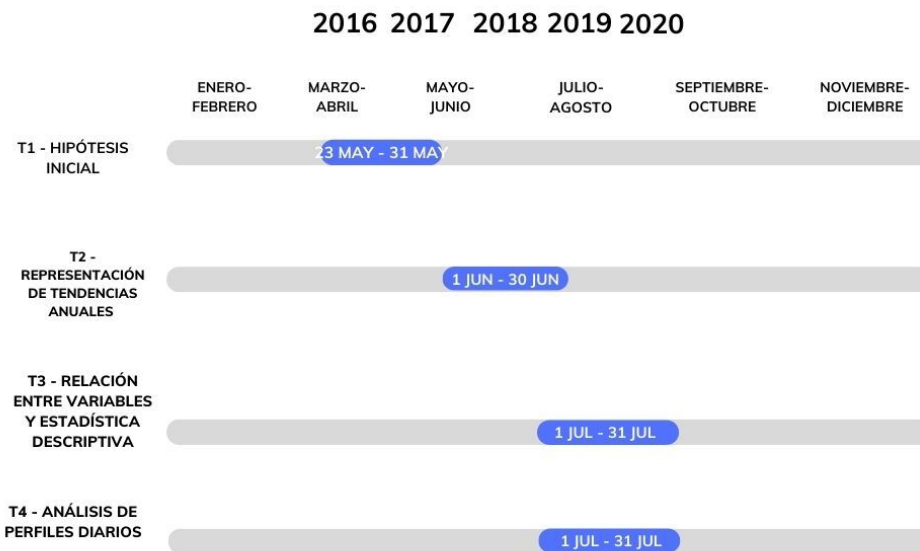 2016 2017 2018 2019 2020
ENERO-
FEBRERO
MARZO-
ABRIL
MAYO-
JUNIO
JULIO-
AGOSTO
SEPTIEMBRE-
OCTUBRE
NOVIEMBRE-
DICIEMBRE
T1 - HIPÓTESIS
INICIAL
23 MAY - 31 MAY
T2 -
REPRESENTACIÓN
DE TENDENCIAS
ANUALES
1 JUN - 30 JUN
T3 - RELACIÓN
ENTRE VARIABLES
Y ESTADÍSTICA
DESCRIPTIVA
1 JUL - 31 JUL
T4 - ANÁLISIS DE
PERFILES DIARIOS
1 JUL - 31 JUL